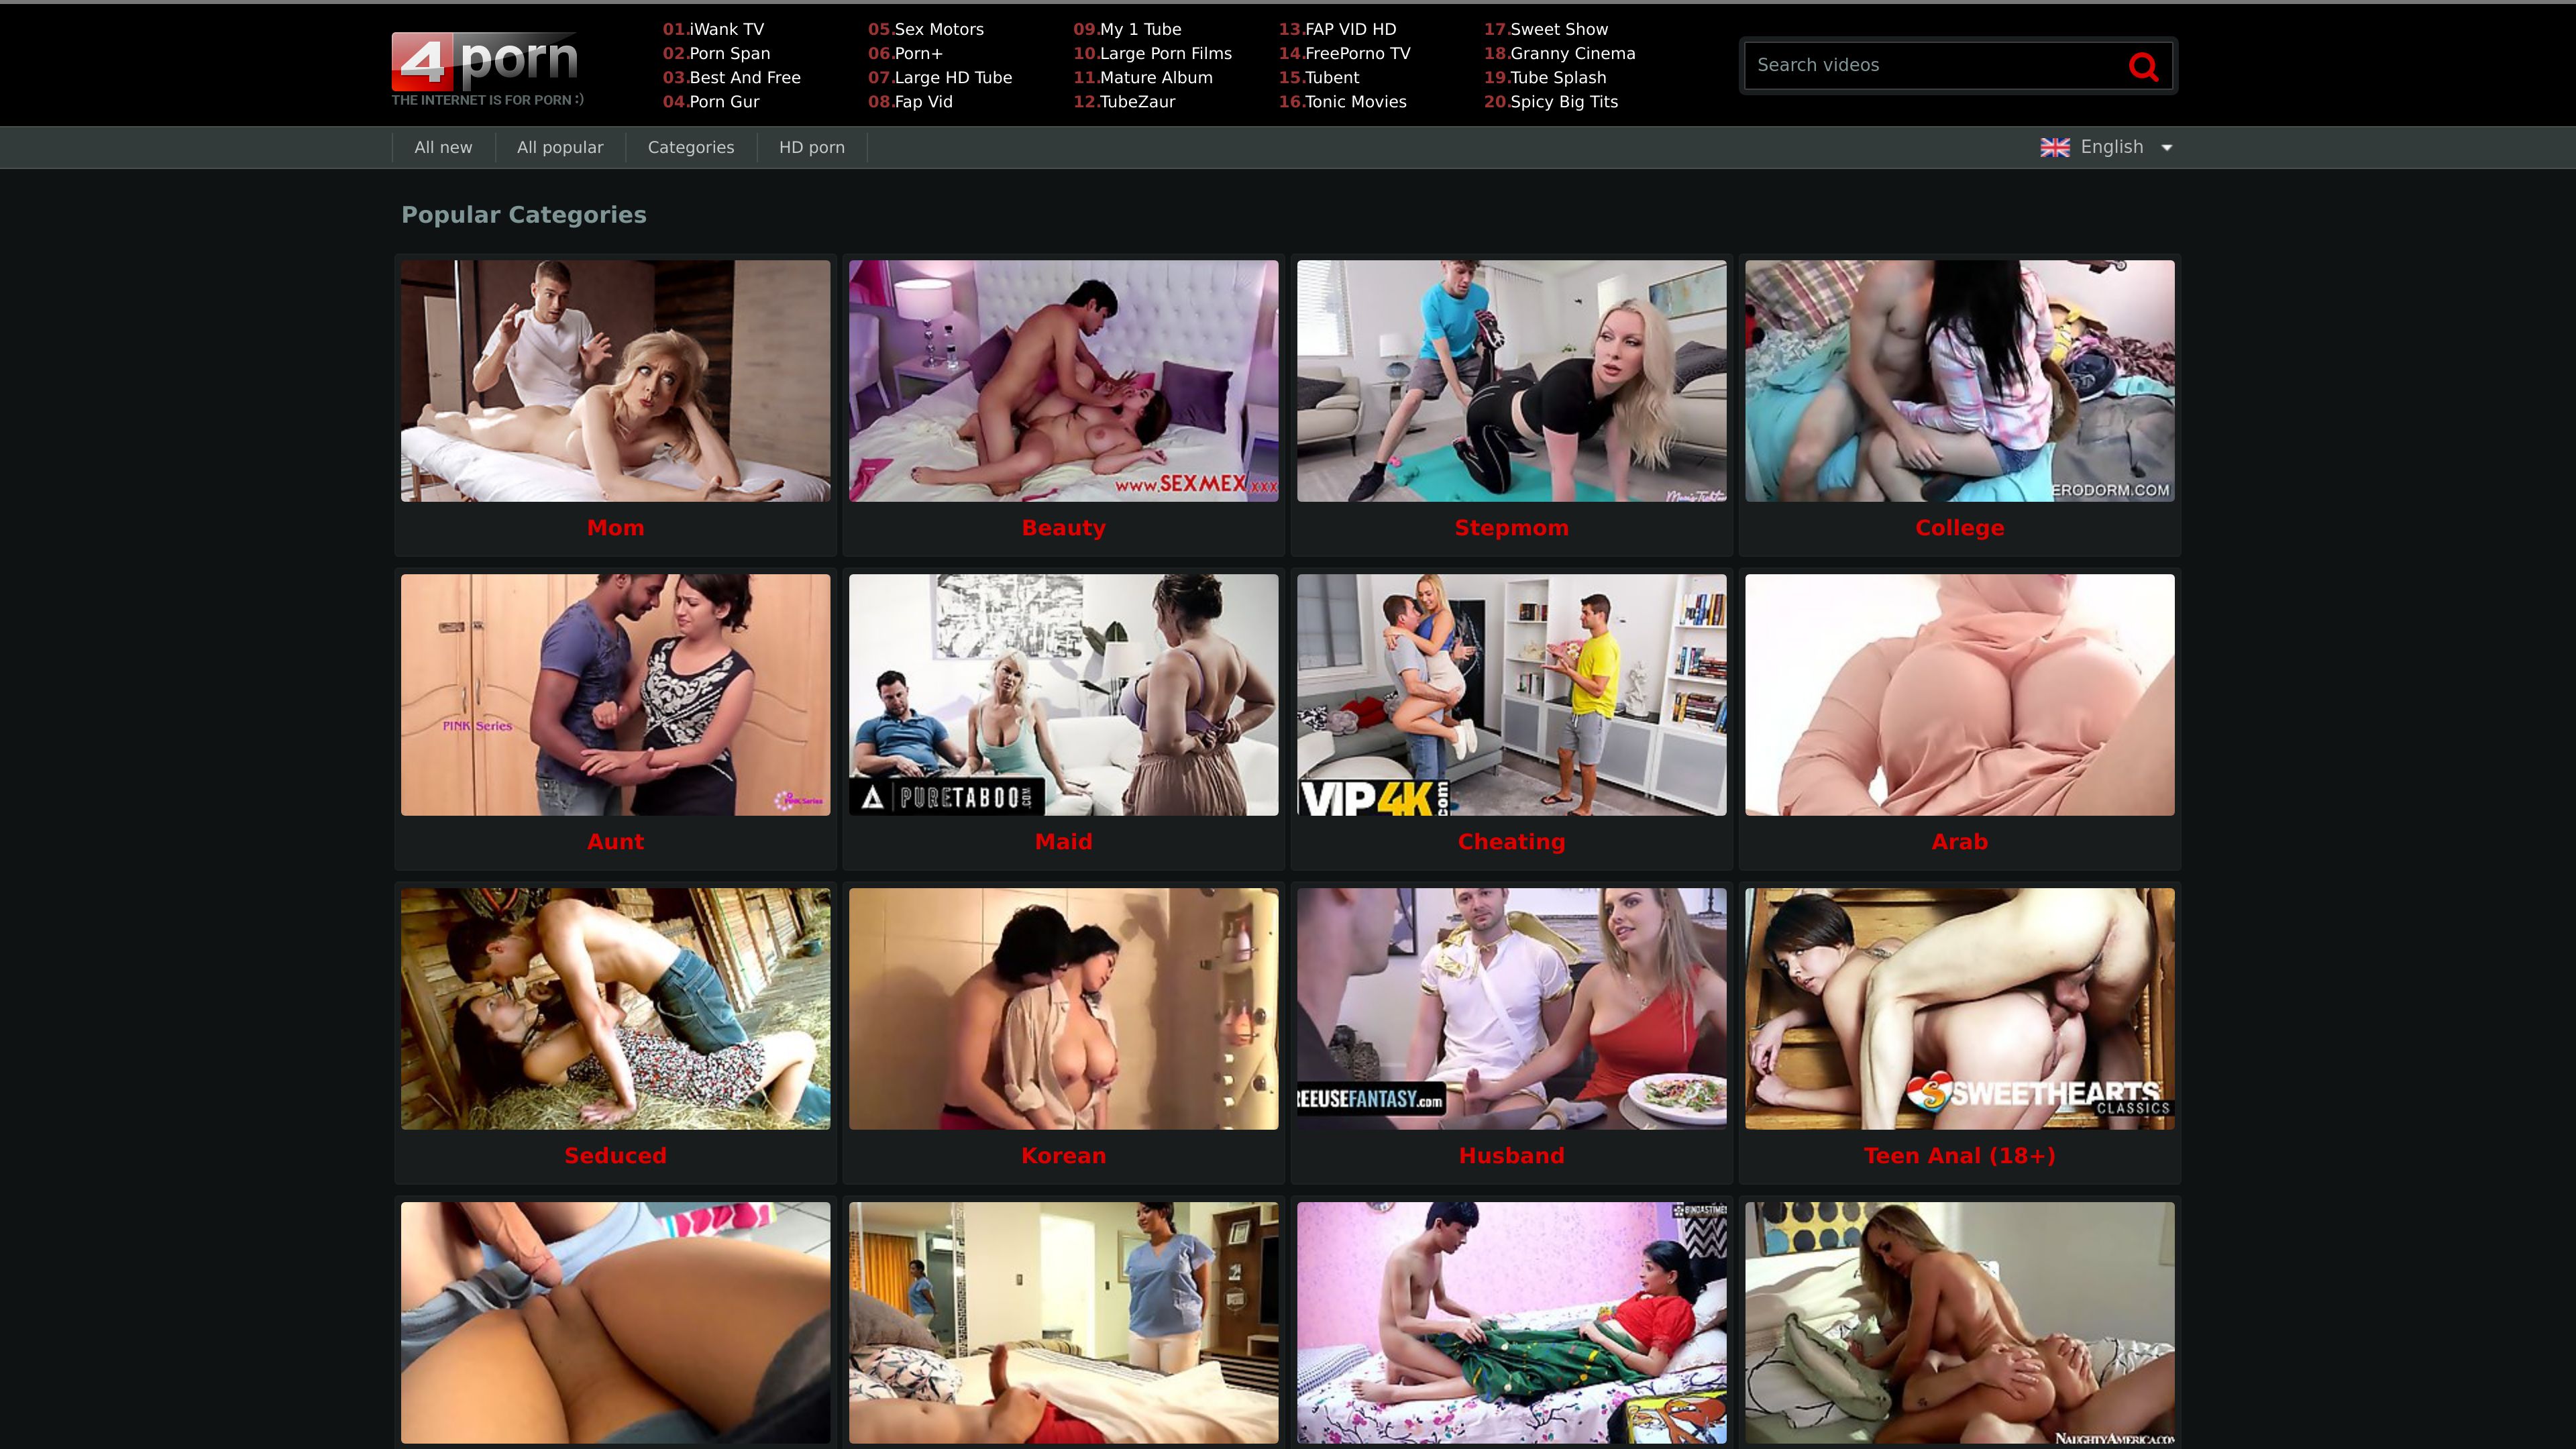 4porn
THE INTERNET IS FOR PORN :)
01.iWank TV
02.Porn Span
03.Best And Free
04.Porn Gur
05.Sex Motors
06.Porn+
07.Large HD Tube
08.Fap Vid
09.My 1 Tube
10.Large Porn Films
11.Mature Album
12.TubeZaur
13.FAP VID HD
14.FreePorno TV
15.Tubent
16.Tonic Movies
17.Sweet Show
18.Granny Cinema
19.Tube Splash
20.Spicy Big Tits
Search videos
All new
All popular
Categories
HD porn
English
Popular Categories
www.SEXMEX.xxx
ERODORM.COM
Mom
Beauty
Stepmom
College
PINK Series
PINK Series
PURETABOO.COM
VIP4K.com
Aunt
Maid
Cheating
Arab
REEUSEFANTASY.com
SWEETHEARTS
CLASSICS
Seduced
Korean
Husband
Teen Anal (18+)
BINDASTIMES
NAUGHTYAMERICA.COM